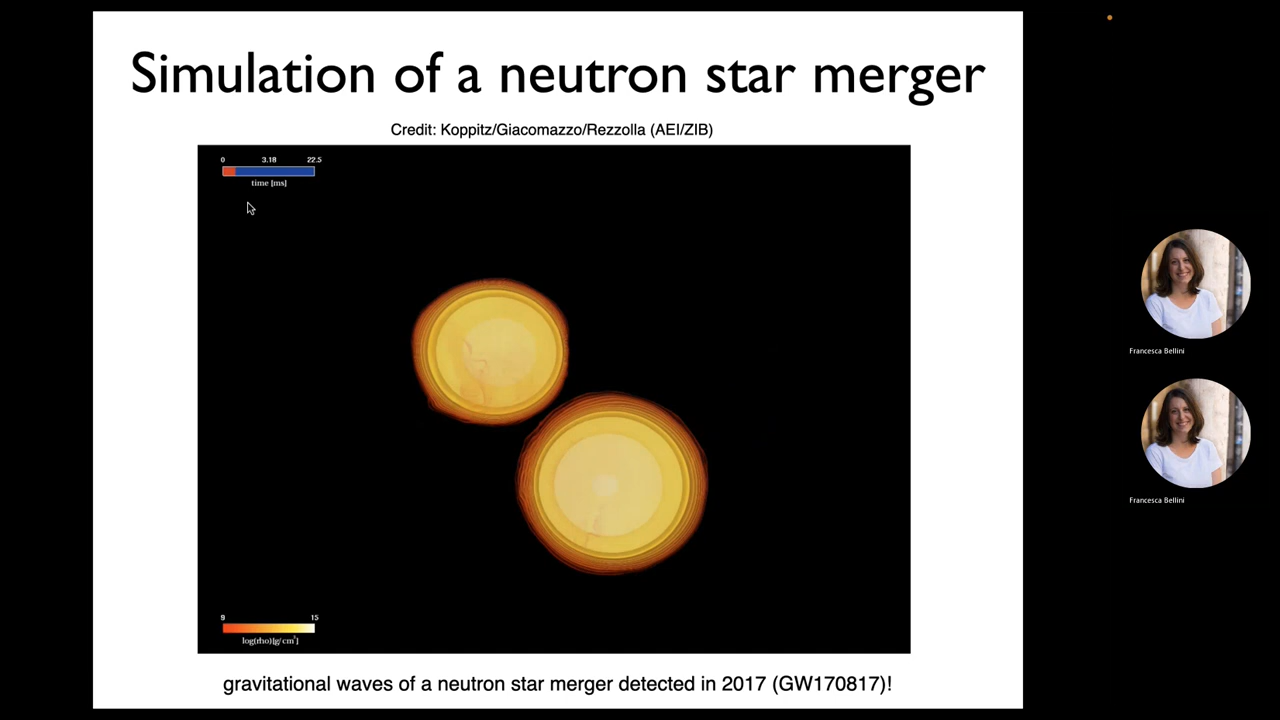 Simulation of a neutron star merger
Credit: Koppitz/Giacomazzo/Rezzolla (AEI/ZIB)
0 3.18 22.5
time [ms]
9 15
log(rho)[g/cm³]
gravitational waves of a neutron star merger detected in 2017 (GW170817)!
Francesca Bellini
Francesca Bellini